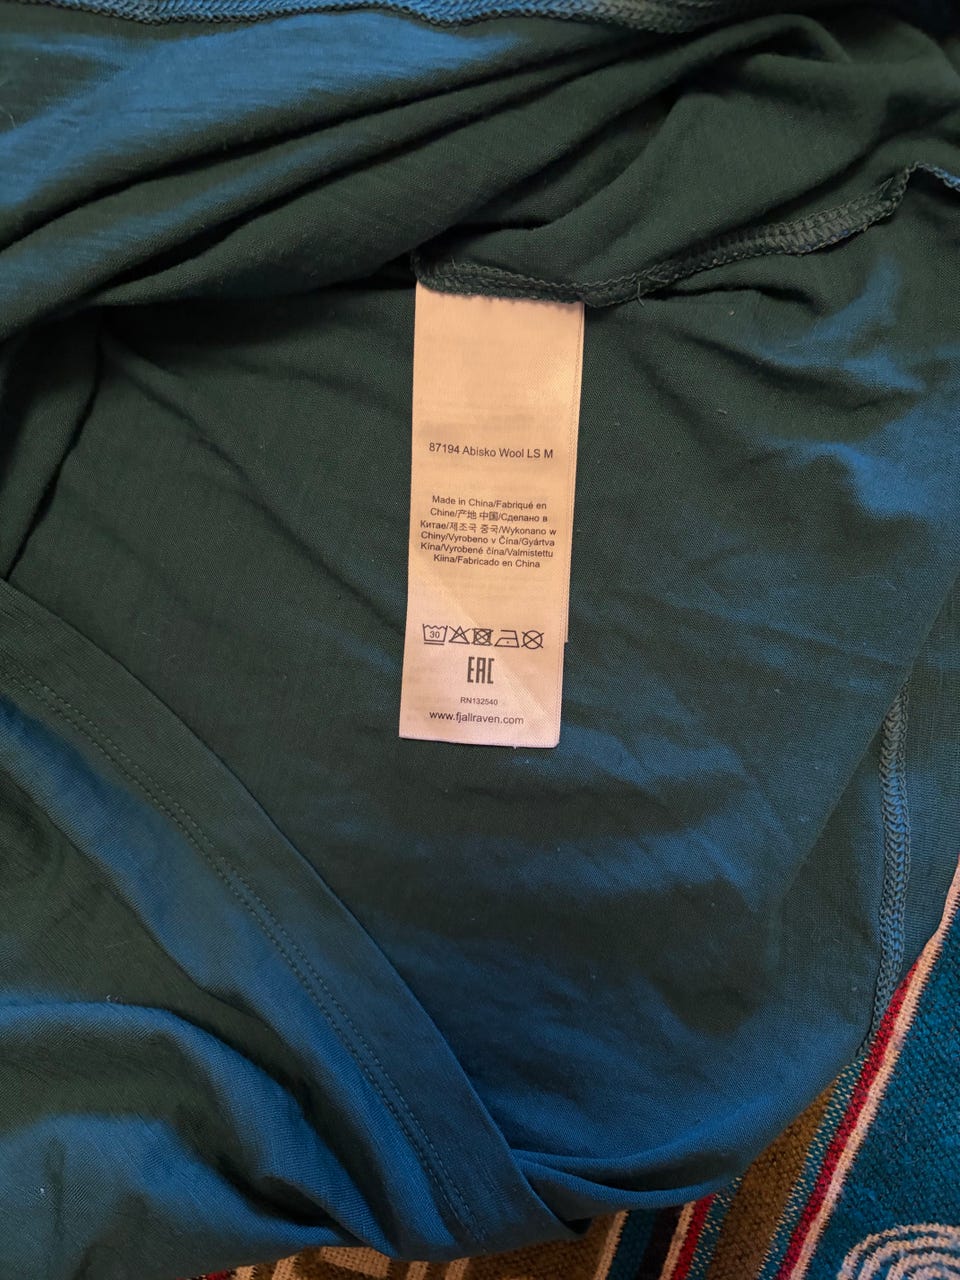 87194 Abisko Wool LS M
Made in China/Fabriqué en
Chine/产地 中国/Сделано в
Китае/제조국 중국/Wykonano w
Chiny/Vyrobeno v Čína/Gyártva
Kína/Vyrobené čína/Valmistettu
Kiina/Fabricado en China
30
EAC
RN132540
www.fjallraven.com